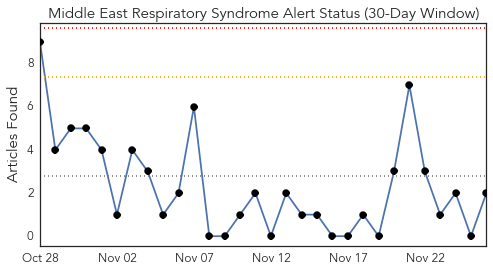 Middle East Respiratory Syndrome Alert Status (30-Day Window)
Articles Found
8
6
4
2
0
Oct 28 Nov 02 Nov 07 Nov 12 Nov 17 Nov 22